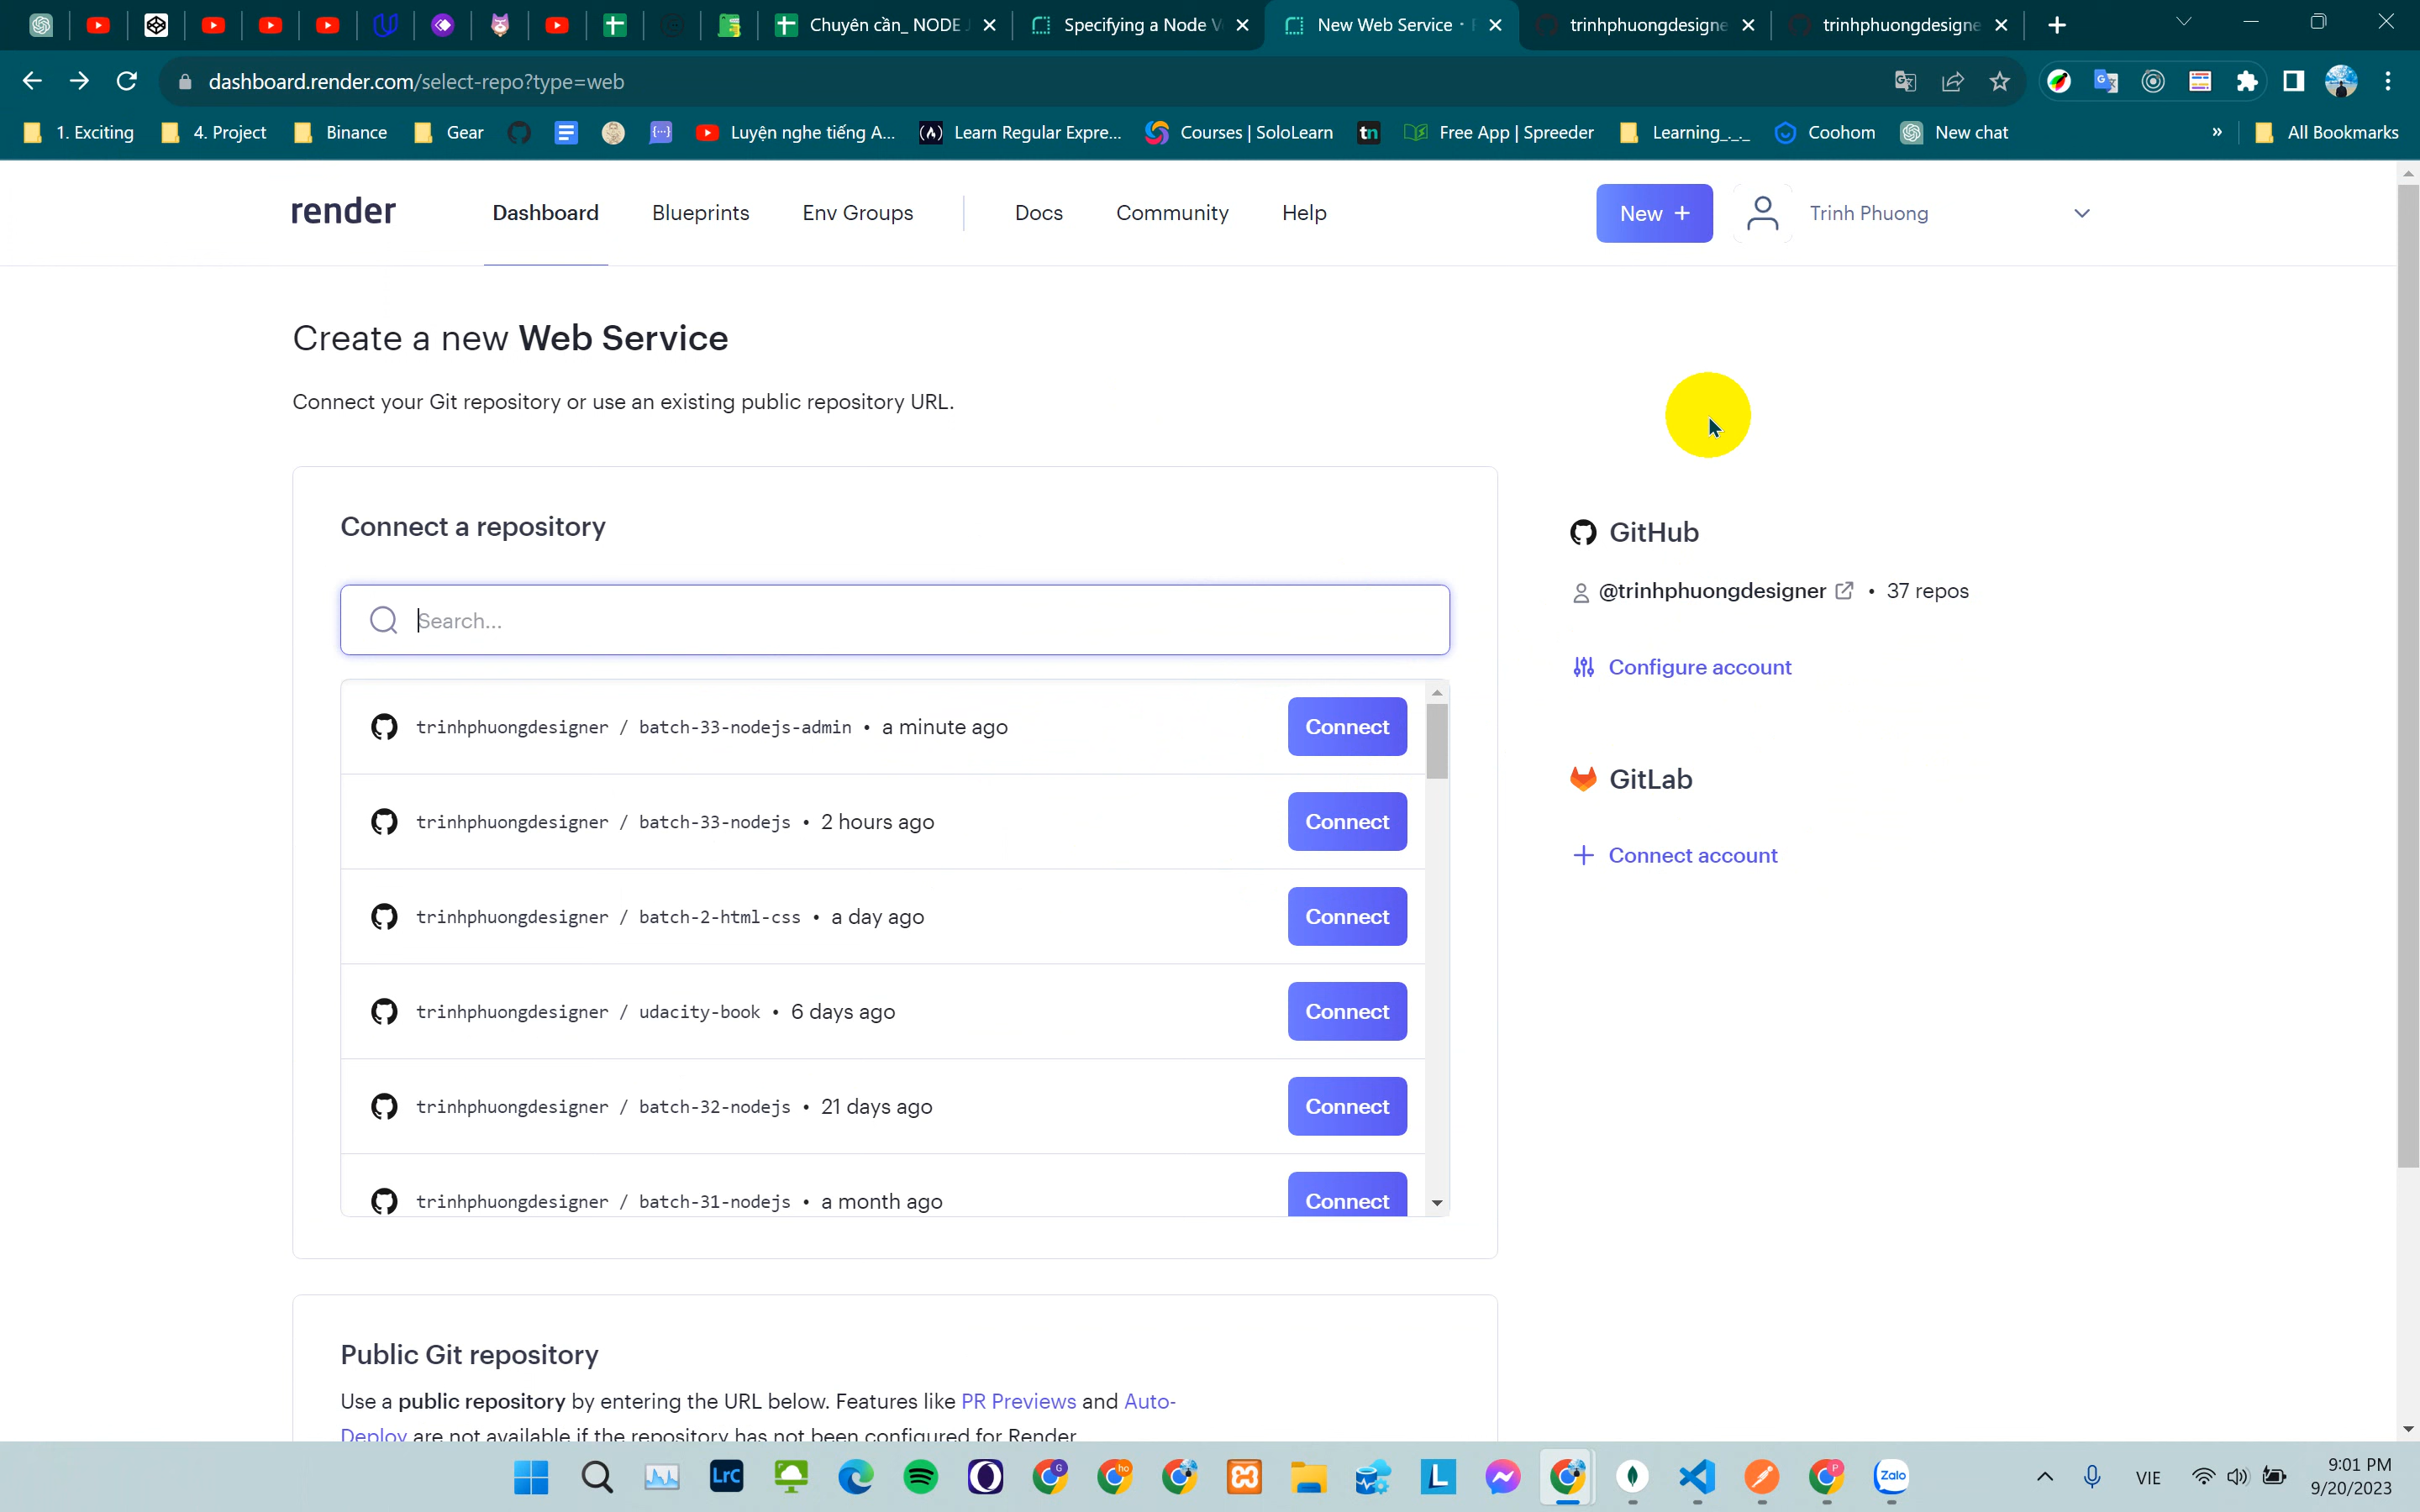 Chuyên cần_ NODE
Specifying a Node V
New Web Service ·
trinhphuongdesigne
trinhphuongdesigne
dashboard.render.com/select-repo?type=web
1. Exciting
4. Project
Binance
Gear
Luyện nghe tiếng A...
Learn Regular Expre...
Courses | SoloLearn
tn
Free App | Spreeder
Learning_._._
Coohom
New chat
»
All Bookmarks
render
Dashboard
Blueprints
Env Groups
Docs
Community
Help
New +
Trinh Phuong
Create a new Web Service
Connect your Git repository or use an existing public repository URL.
Connect a repository
Search...
trinhphuongdesigner / batch-33-nodejs-admin • a minute ago
Connect
trinhphuongdesigner / batch-33-nodejs • 2 hours ago
Connect
trinhphuongdesigner / batch-2-html-css • a day ago
Connect
trinhphuongdesigner / udacity-book • 6 days ago
Connect
trinhphuongdesigner / batch-32-nodejs • 21 days ago
Connect
trinhphuongdesigner / batch-31-nodejs • a month ago
Connect
GitHub
@trinhphuongdesigner • 37 repos
Configure account
GitLab
Connect account
Public Git repository
Use a public repository by entering the URL below. Features like PR Previews and Auto-
Deploy are not available if the repository has not been configured for Render.
LrC
G
ho
L
P
Zalo
VIE
9:01 PM
9/20/2023